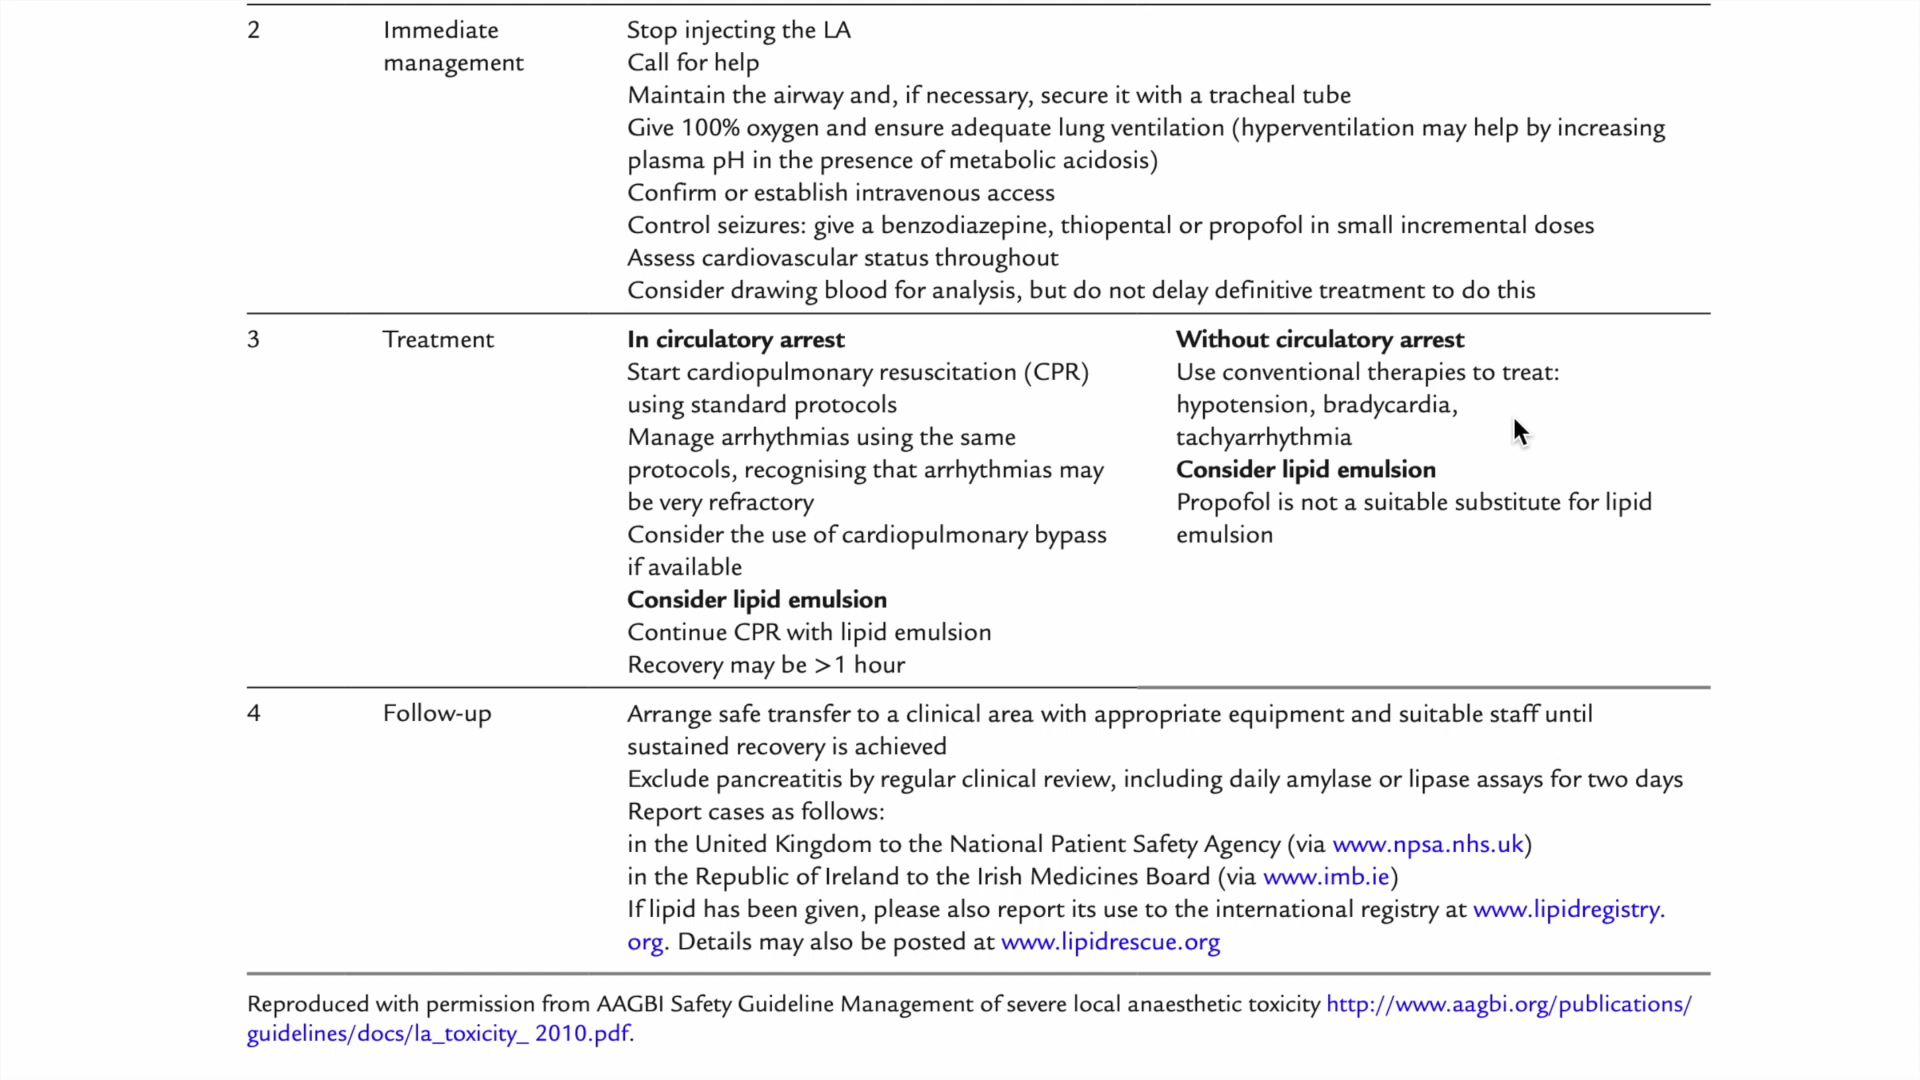 2 Immediate management
Stop injecting the LA
Call for help
Maintain the airway and, if necessary, secure it with a tracheal tube
Give 100% oxygen and ensure adequate lung ventilation (hyperventilation may help by increasing
plasma pH in the presence of metabolic acidosis)
Confirm or establish intravenous access
Control seizures: give a benzodiazepine, thiopental or propofol in small incremental doses
Assess cardiovascular status throughout
Consider drawing blood for analysis, but do not delay definitive treatment to do this
3 Treatment
In circulatory arrest
Start cardiopulmonary resuscitation (CPR)
using standard protocols
Manage arrhythmias using the same
protocols, recognising that arrhythmias may
be very refractory
Consider the use of cardiopulmonary bypass
if available
Consider lipid emulsion
Continue CPR with lipid emulsion
Recovery may be >1 hour
Without circulatory arrest
Use conventional therapies to treat:
hypotension, bradycardia,
tachyarrhythmia
Consider lipid emulsion
Propofol is not a suitable substitute for lipid
emulsion
4 Follow-up
Arrange safe transfer to a clinical area with appropriate equipment and suitable staff until
sustained recovery is achieved
Exclude pancreatitis by regular clinical review, including daily amylase or lipase assays for two days
Report cases as follows:
in the United Kingdom to the National Patient Safety Agency (via www.npsa.nhs.uk)
in the Republic of Ireland to the Irish Medicines Board (via www.imb.ie)
If lipid has been given, please also report its use to the international registry at www.lipidregistry.
org. Details may also be posted at www.lipidrescue.org
Reproduced with permission from AAGBI Safety Guideline Management of severe local anaesthetic toxicity http://www.aagbi.org/publications/
guidelines/docs/la_toxicity_ 2010.pdf.